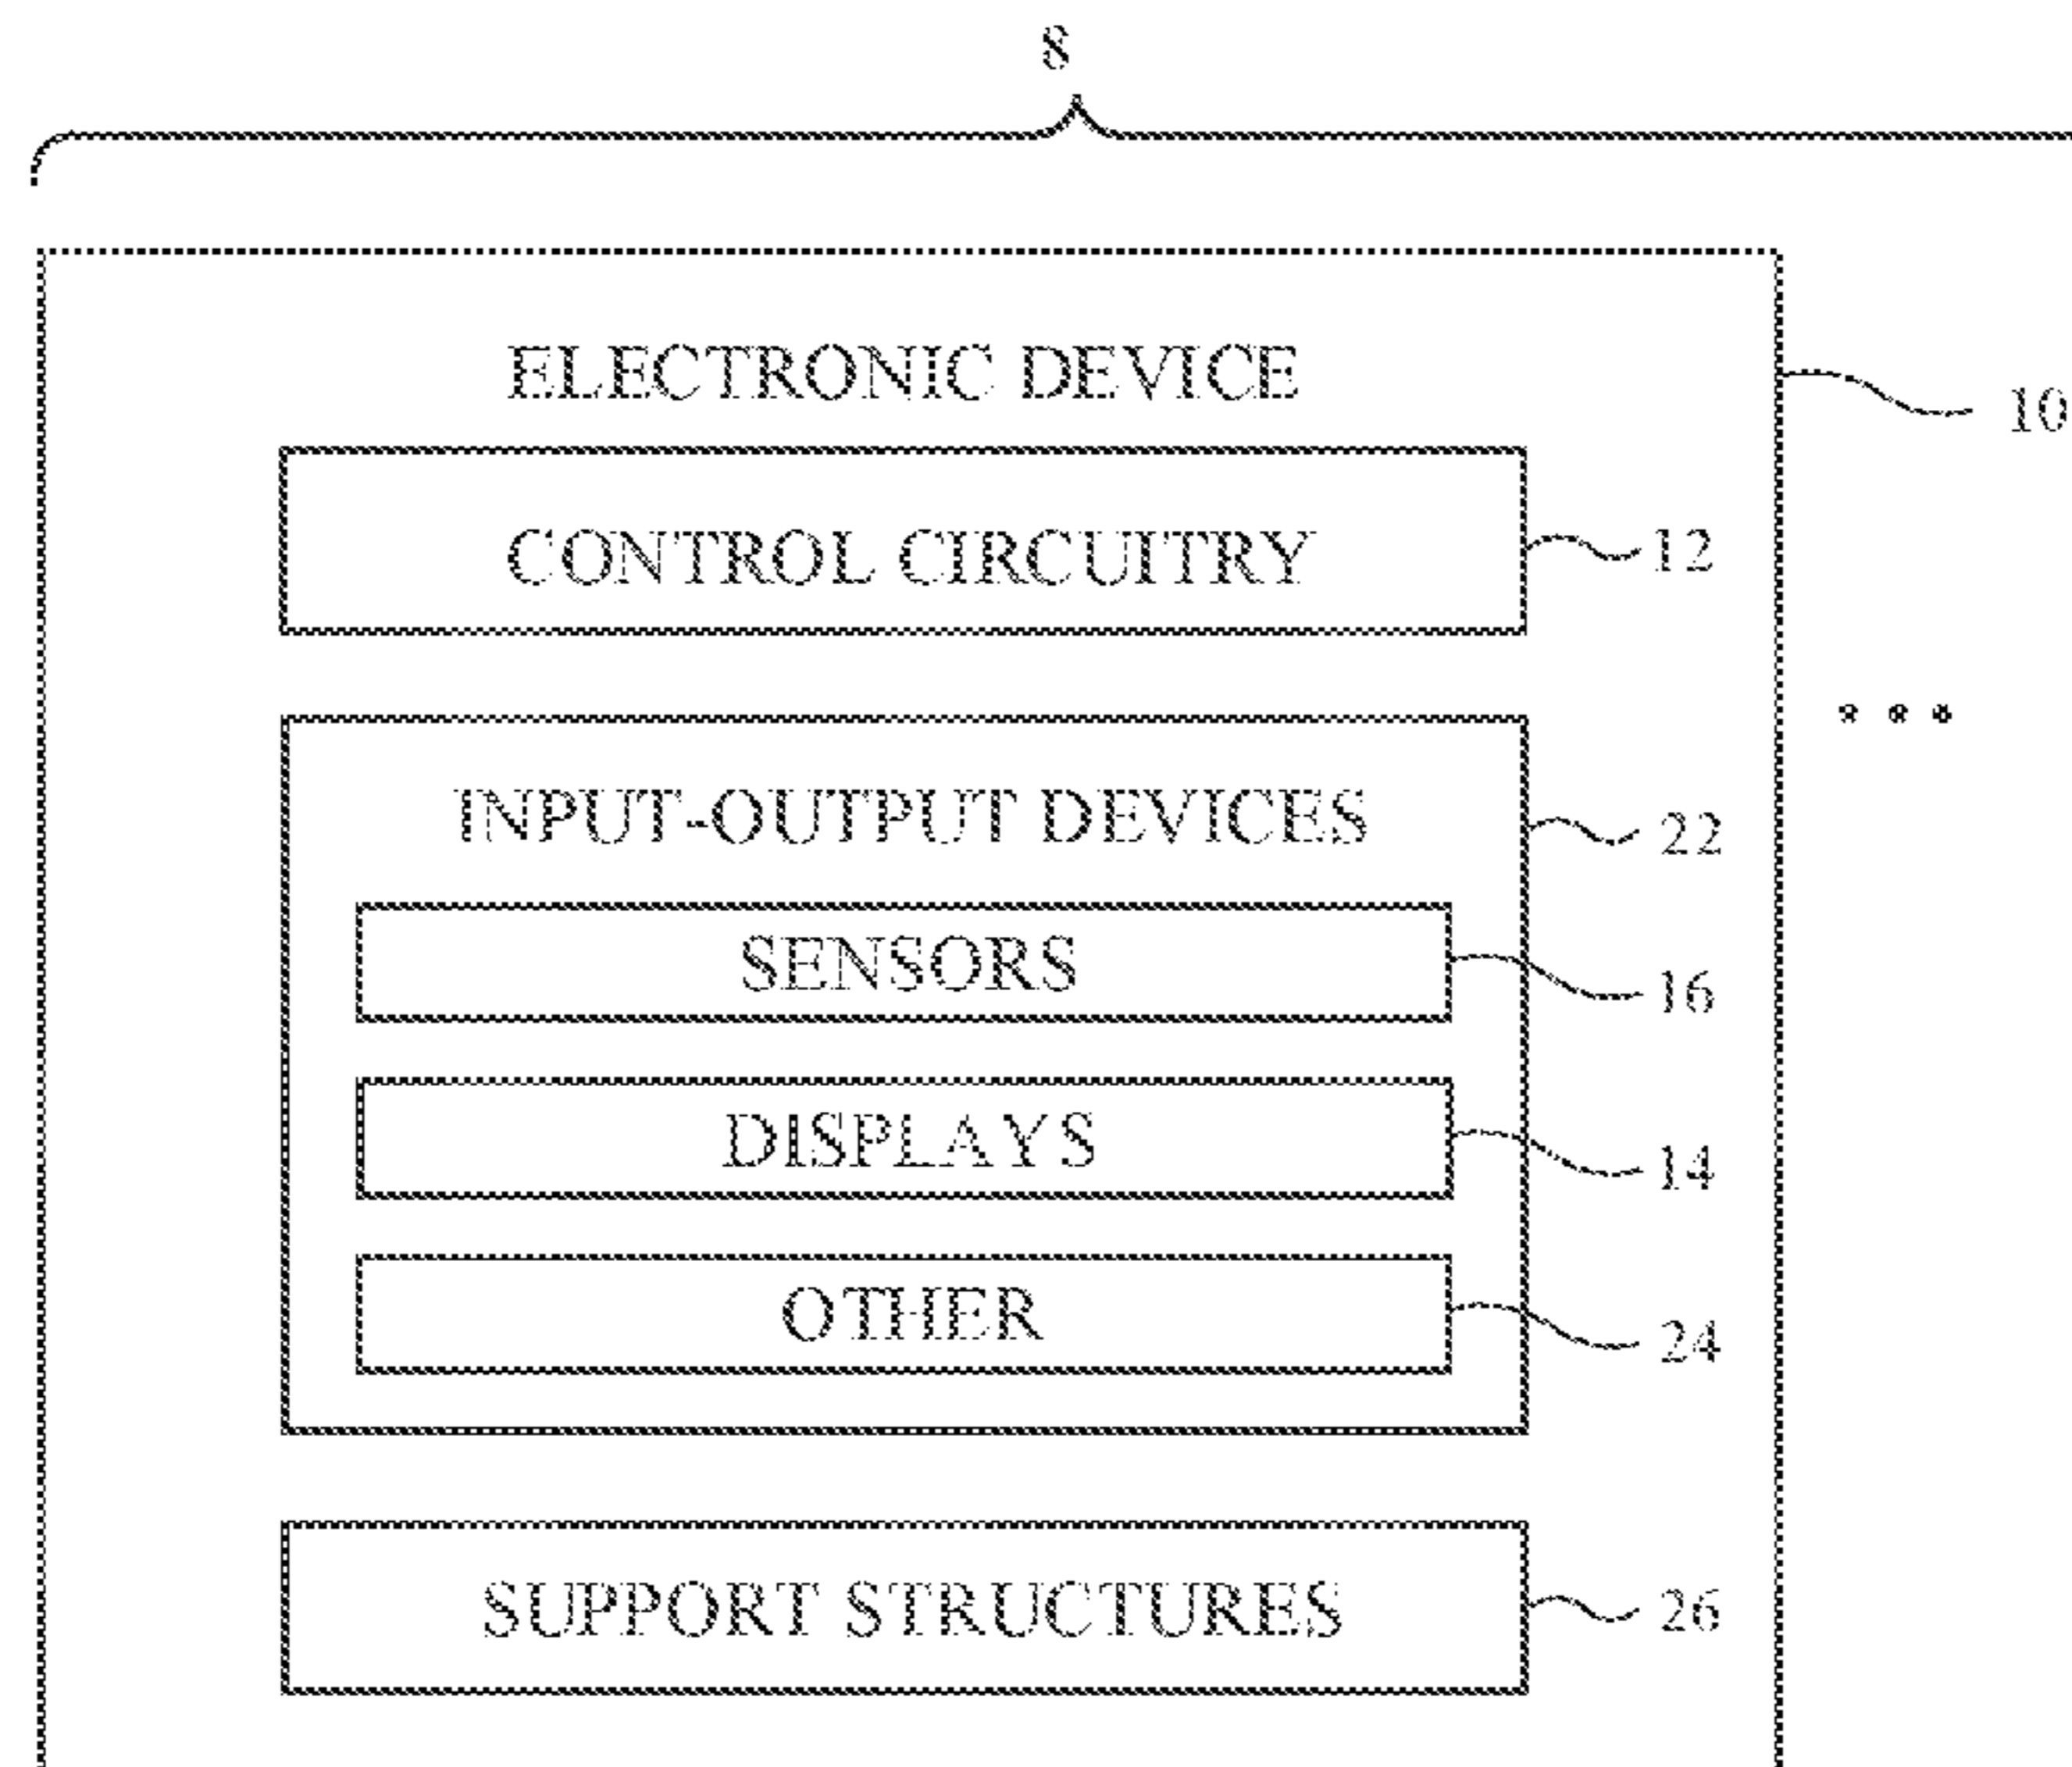 8
ELECTRONIC DEVICE
10
CONTROL CIRCUITRY
12
INPUT-OUTPUT DEVICES
22
SENSORS
16
DISPLAYS
14
OTHER
24
SUPPORT STRUCTURES
26